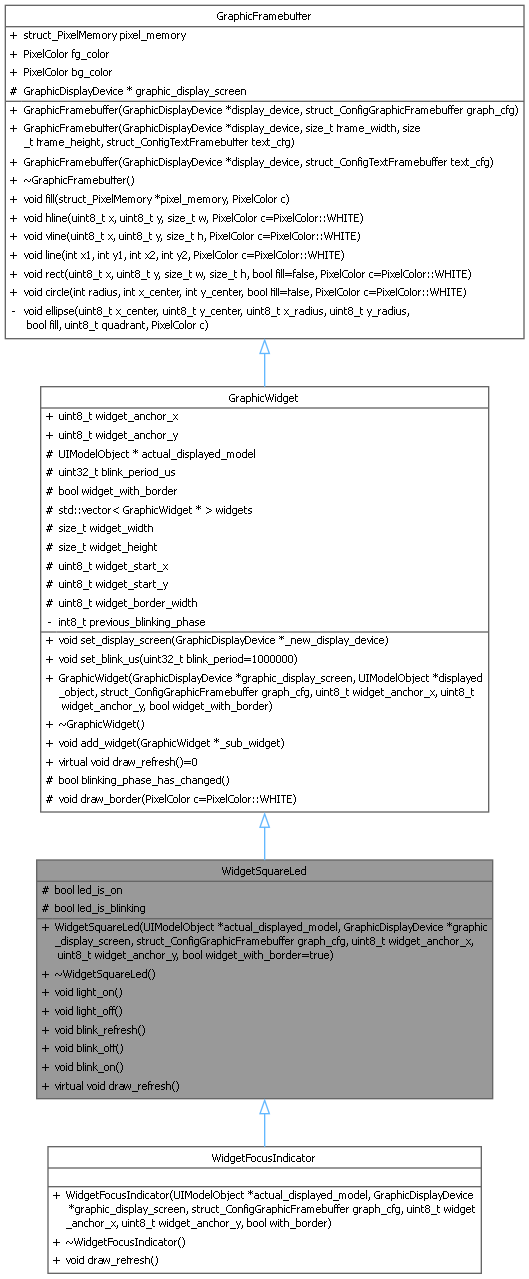 GraphicFramebuffer
+ struct_PixelMemory pixel_memory
+ PixelColor fg_color
+ PixelColor bg_color
# GraphicDisplayDevice * graphic_display_screen
+ GraphicFramebuffer(GraphicDisplayDevice *display_device, struct_ConfigGraphicFramebuffer graph_cfg)
+ GraphicFramebuffer(GraphicDisplayDevice *display_device, size_t frame_width, size
_t frame_height, struct_ConfigTextFramebuffer text_cfg)
+ GraphicFramebuffer(GraphicDisplayDevice *display_device, struct_ConfigTextFramebuffer text_cfg)
+ ~GraphicFramebuffer()
+ void fill(struct_PixelMemory *pixel_memory, PixelColor c)
+ void hline(uint8_t x, uint8_t y, size_t w, PixelColor c=PixelColor::WHITE)
+ void vline(uint8_t x, uint8_t y, size_t h, PixelColor c=PixelColor::WHITE)
+ void line(int x1, int y1, int x2, int y2, PixelColor c=PixelColor::WHITE)
+ void rect(uint8_t x, uint8_t y, size_t w, size_t h, bool fill=false, PixelColor c=PixelColor::WHITE)
+ void circle(int radius, int x_center, int y_center, bool fill=false, PixelColor c=PixelColor::WHITE)
- void ellipse(uint8_t x_center, uint8_t y_center, uint8_t x_radius, uint8_t y_radius,
bool fill, uint8_t quadrant, PixelColor c)
GraphicWidget
+ uint8_t widget_anchor_x
+ uint8_t widget_anchor_y
# UIModelObject * actual_displayed_model
# uint32_t blink_period_us
# bool widget_with_border
# std::vector< GraphicWidget * > widgets
# size_t widget_width
# size_t widget_height
# uint8_t widget_start_x
# uint8_t widget_start_y
# uint8_t widget_border_width
- int8_t previous_blinking_phase
+ void set_display_screen(GraphicDisplayDevice *_new_display_device)
+ void set_blink_us(uint32_t blink_period=1000000)
+ GraphicWidget(GraphicDisplayDevice *graphic_display_screen, UIModelObject *displayed
_object, struct_ConfigGraphicFramebuffer graph_cfg, uint8_t widget_anchor_x, uint8_t
widget_anchor_y, bool widget_with_border)
+ ~GraphicWidget()
+ void add_widget(GraphicWidget *_sub_widget)
+ virtual void draw_refresh()=0
# bool blinking_phase_has_changed()
# void draw_border(PixelColor c=PixelColor::WHITE)
WidgetSquareLed
# bool led_is_on
# bool led_is_blinking
+ WidgetSquareLed(UIModelObject *actual_displayed_model, GraphicDisplayDevice *graphic
_display_screen, struct_ConfigGraphicFramebuffer graph_cfg, uint8_t widget_anchor_x,
uint8_t widget_anchor_y, bool widget_with_border=true)
+ ~WidgetSquareLed()
+ void light_on()
+ void light_off()
+ void blink_refresh()
+ void blink_off()
+ void blink_on()
+ virtual void draw_refresh()
WidgetFocusIndicator
+ WidgetFocusIndicator(UIModelObject *actual_displayed_model, GraphicDisplayDevice
*graphic_display_screen, struct_ConfigGraphicFramebuffer graph_cfg, uint8_t widget
_anchor_x, uint8_t widget_anchor_y, bool with_border)
+ ~WidgetFocusIndicator()
+ void draw_refresh()